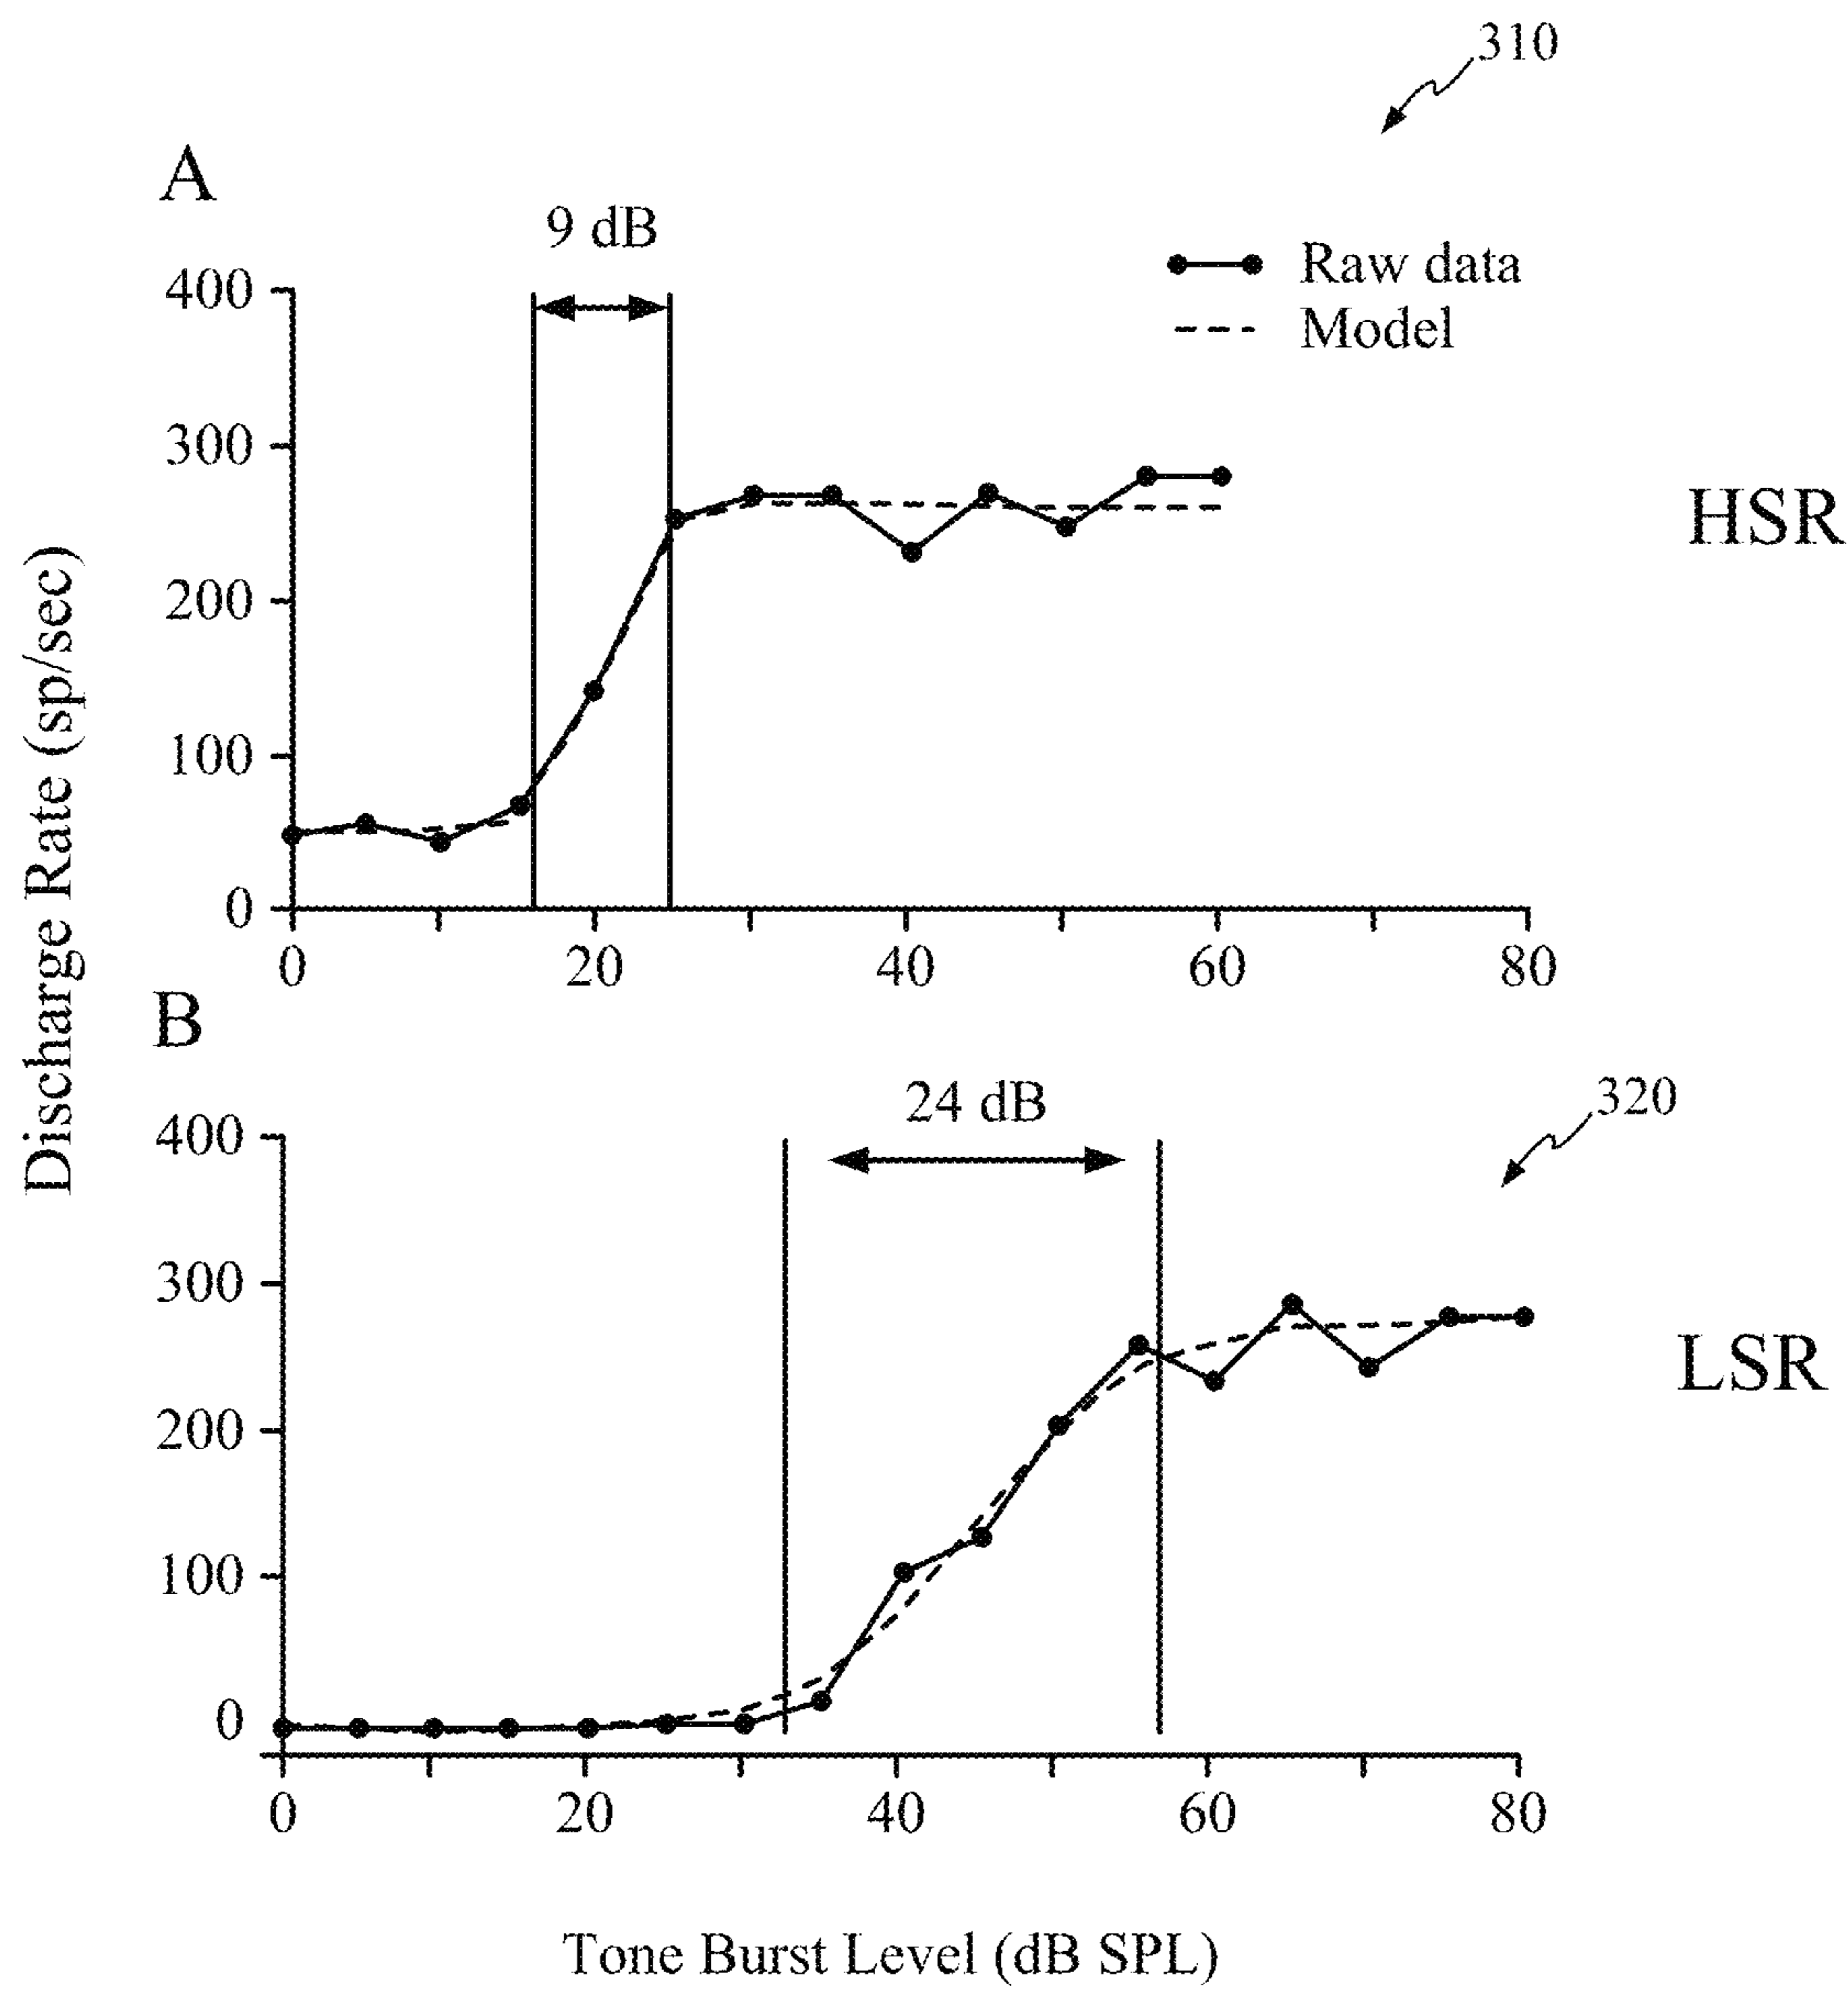 310
A
9 dB
Raw data
Model
400
300
200
100
0
HSR
0 20 40 60 80
Discharge Rate (sp/sec)
B
24 dB
320
400
300
200
100
0
LSR
0 20 40 60 80
Tone Burst Level (dB SPL)